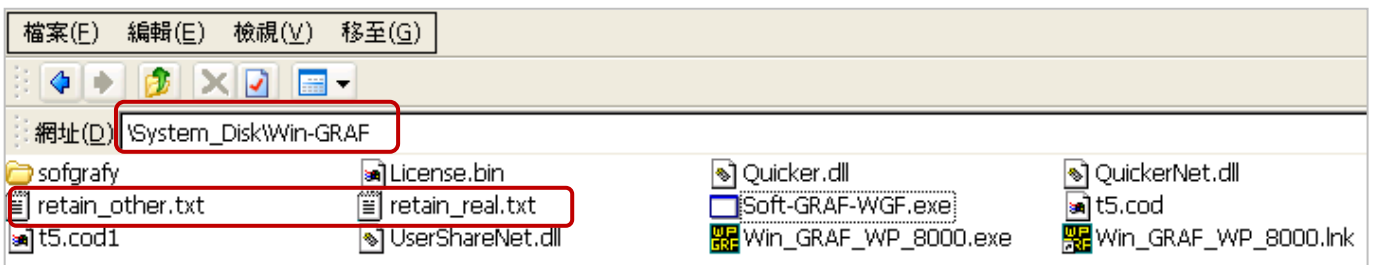 檔案(F) 編輯(E) 檢視(V) 移至(G)
網址(D) \System_Disk\Win-GRAF
sofgrafy License.bin Quicker.dll QuickerNet.dll
retain_other.txt retain_real.txt Soft-GRAF-WGF.exe t5.cod
t5.cod1 UserShareNet.dll Win_GRAF_WP_8000.exe Win_GRAF_WP_8000.lnk